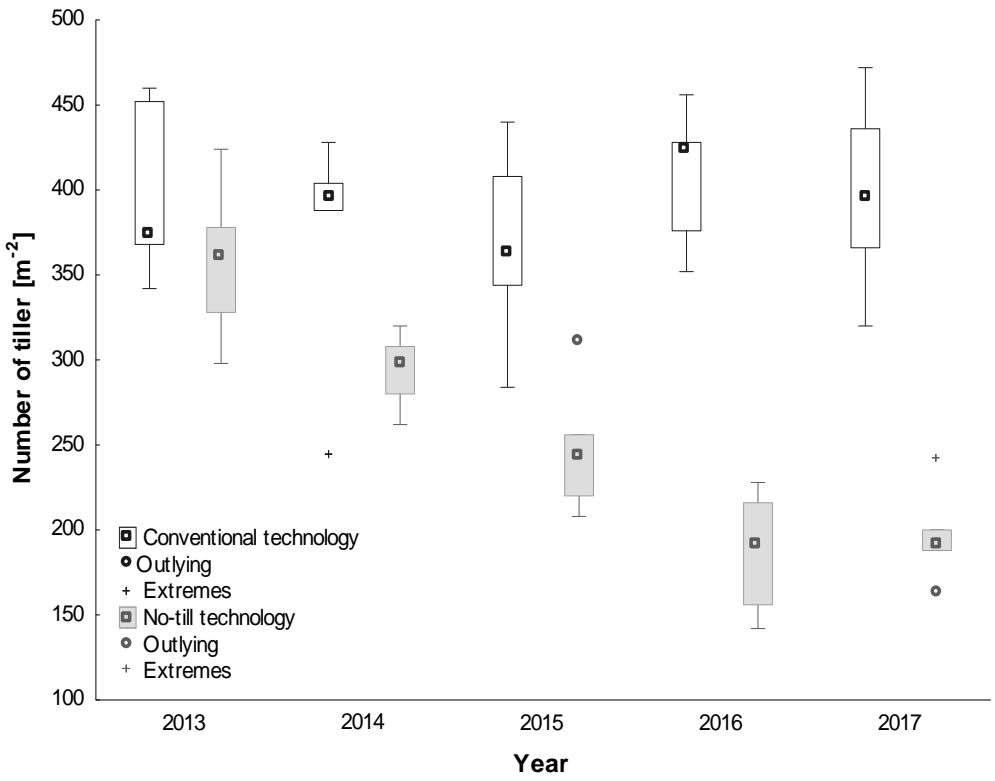 500
450
400
350
300
250
200
150
100
Number of tiller [m⁻²]
Conventional technology
Outlying
Extremes
No-till technology
Outlying
Extremes
2013 2014 2015 2016 2017
Year